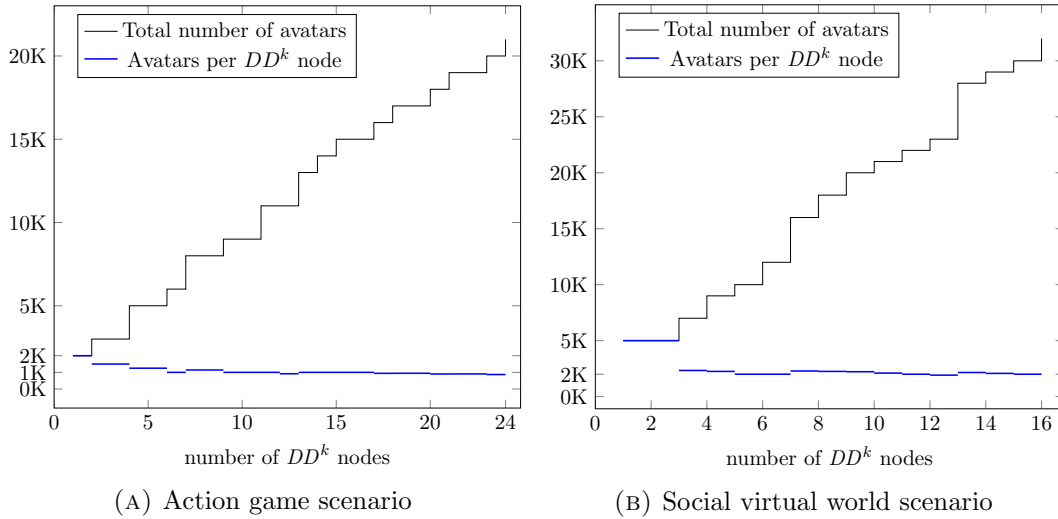 Total number of avatars
Avatars per DD^k node
20K
15K
10K
5K
2K
1K
0K
0 5 10 15 20 24
number of DD^k nodes
(A) Action game scenario
Total number of avatars
Avatars per DD^k node
30K
25K
20K
15K
10K
5K
2K
0K
0 2 4 6 8 10 12 14 16
number of DD^k nodes
(B) Social virtual world scenario